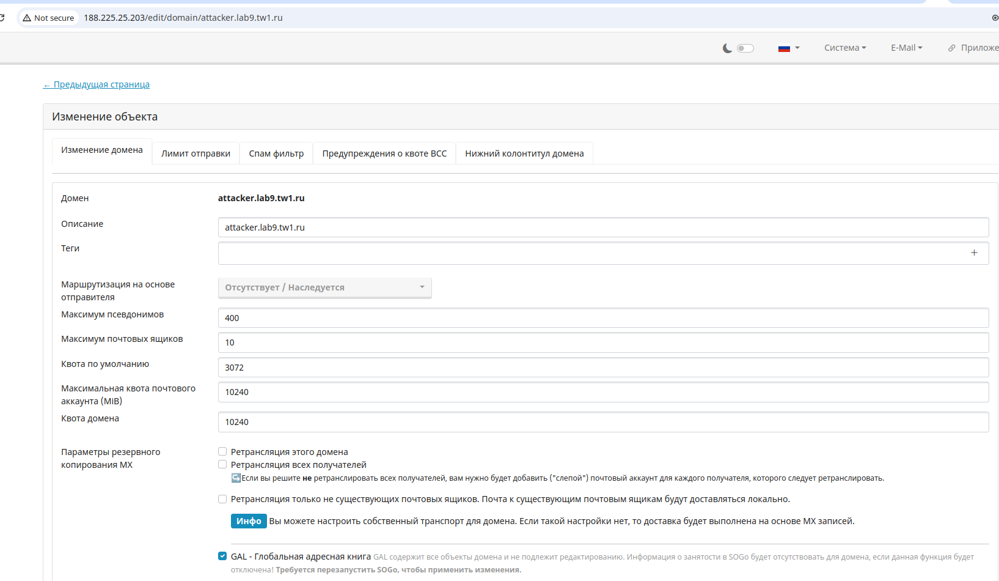 Not secure 188.225.25.203/edit/domain/attacker.lab9.tw1.ru
Система E-Mail Приложе
← Предыдущая страница
Изменение объекта
Изменение домена Лимит отправки Спам фильтр Предупреждения о квоте BCC Нижний колонтитул домена
Домен attacker.lab9.tw1.ru
Описание attacker.lab9.tw1.ru
Теги +
Маршрутизация на основе отправителя Отсутствует / Наследуется
Максимум псевдонимов 400
Максимум почтовых ящиков 10
Квота по умолчанию 3072
Максимальная квота почтового аккаунта (MiB) 10240
Квота домена 10240
Параметры резервного копирования MX
Ретрансляция этого домена
Ретрансляция всех получателей
Если вы решите не ретранслировать всех получателей, вам нужно будет добавить ("слепой") почтовый аккаунт для каждого получателя, которого следует ретранслировать.
Ретрансляция только не существующих почтовых ящиков. Почта к существующим почтовым ящикам будут доставляться локально.
Инфо Вы можете настроить собственный транспорт для домена. Если такой настройки нет, то доставка будет выполнена на основе MX записей.
GAL - Глобальная адресная книга GAL содержит все объекты домена и не подлежит редактированию. Информация о занятости в SOGo будет отсутствовать для домена, если данная функция будет
отключена! Требуется перезапустить SOGo, чтобы применить изменения.